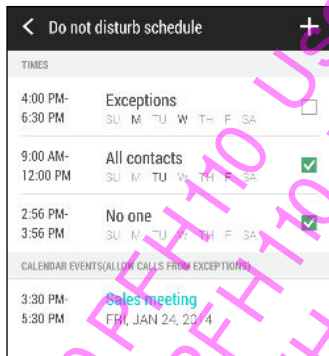 Do not disturb schedule
TIMES
4:00 PM- Exceptions
6:30 PM SU M TU W TH F SA
9:00 AM- All contacts
12:00 PM SU M TU W TH F SA
2:56 PM- No one
3:56 PM SU M TU W TH F SA
CALENDAR EVENTS(ALLOW CALLS FROM EXCEPTIONS)
3:30 PM- Sales meeting
5:30 PM FRI, JAN 24, 2014
0PFH110